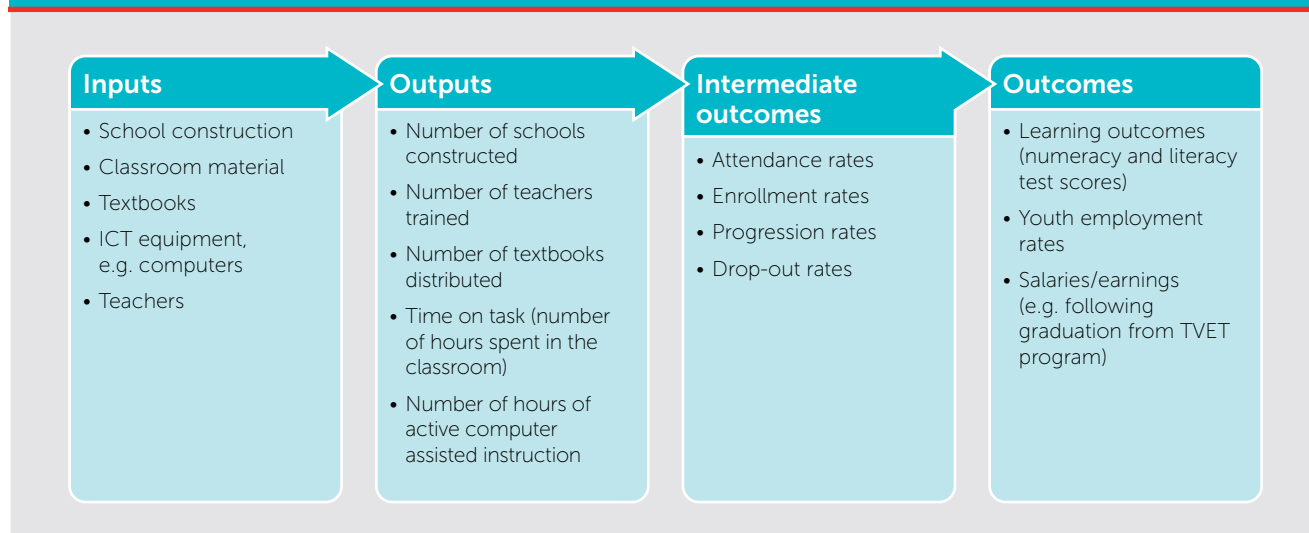 Inputs
• School construction
• Classroom material
• Textbooks
• ICT equipment,
e.g. computers
• Teachers
Outputs
• Number of schools
constructed
• Number of teachers
trained
• Number of textbooks
distributed
• Time on task (number
of hours spent in the
classroom)
• Number of hours of
active computer
assisted instruction
Intermediate
outcomes
• Attendance rates
• Enrollment rates
• Progression rates
• Drop-out rates
Outcomes
• Learning outcomes
(numeracy and literacy
test scores)
• Youth employment
rates
• Salaries/earnings
(e.g. following
graduation from TVET
program)